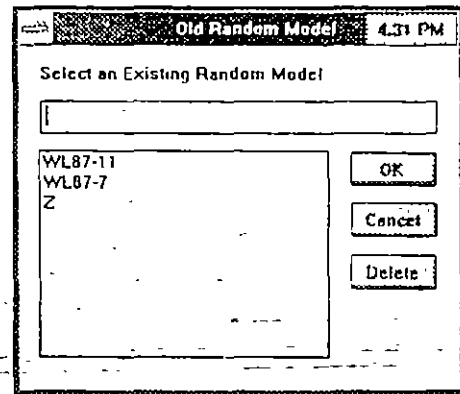 Old Random Model 4:31 PM
Select an Existing Random Model
WL87-11
WL87-7
Z
OK
Cancel
Delete